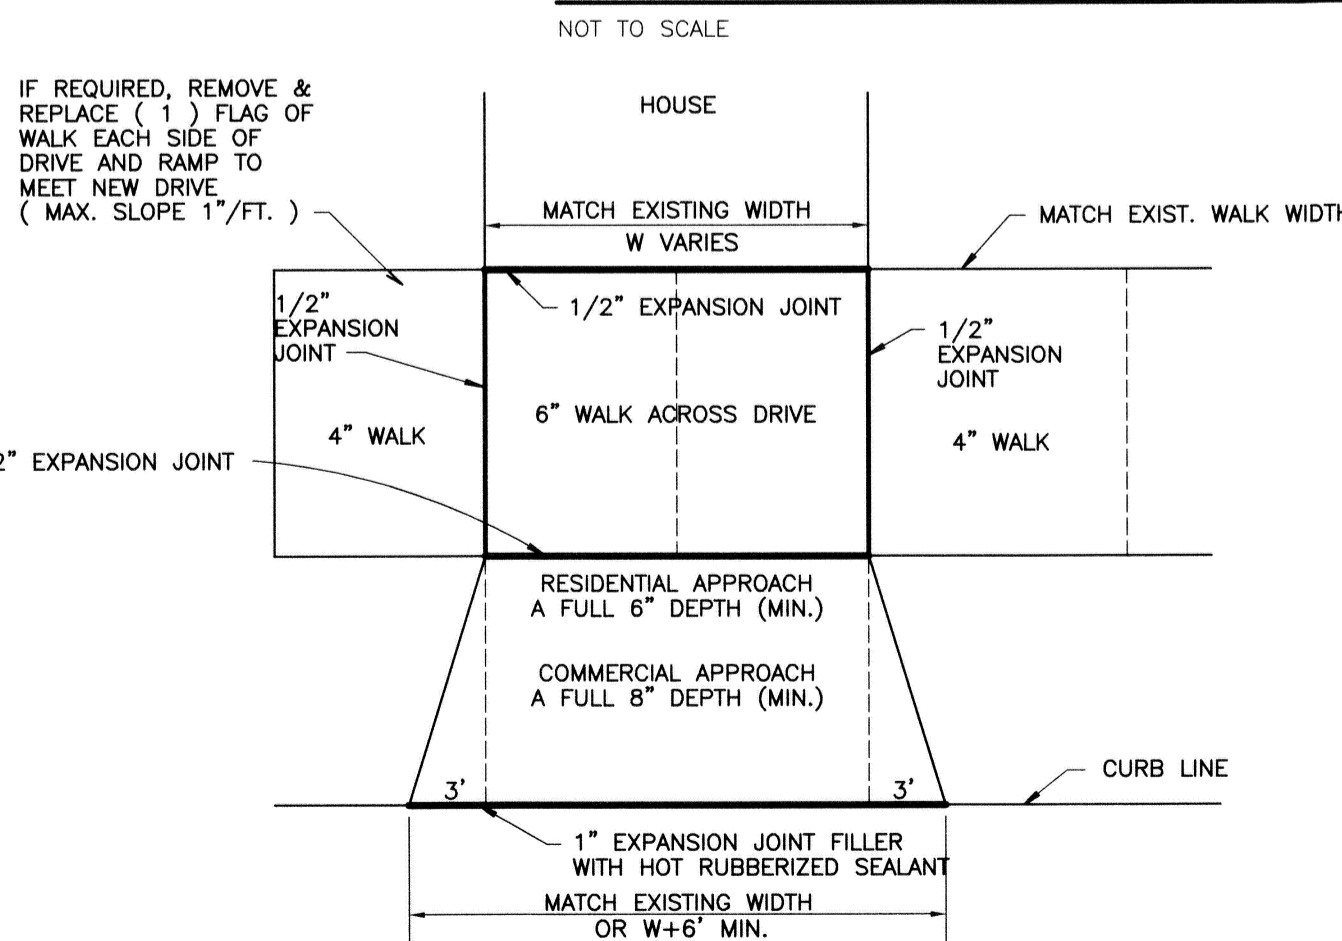 NOT TO SCALE
IF REQUIRED, REMOVE &
REPLACE ( 1 ) FLAG OF
WALK EACH SIDE OF
DRIVE AND RAMP TO
MEET NEW DRIVE
( MAX. SLOPE 1"/FT. )
HOUSE
MATCH EXISTING WIDTH
W VARIES
MATCH EXIST. WALK WIDTH
1/2"
EXPANSION
JOINT
1/2" EXPANSION JOINT
1/2"
EXPANSION
JOINT
6" WALK ACROSS DRIVE
4" WALK
4" WALK
2" EXPANSION JOINT
RESIDENTIAL APPROACH
A FULL 6" DEPTH (MIN.)
COMMERCIAL APPROACH
A FULL 8" DEPTH (MIN.)
3'
3'
CURB LINE
1" EXPANSION JOINT FILLER
WITH HOT RUBBERIZED SEALANT
MATCH EXISTING WIDTH
OR W+6' MIN.